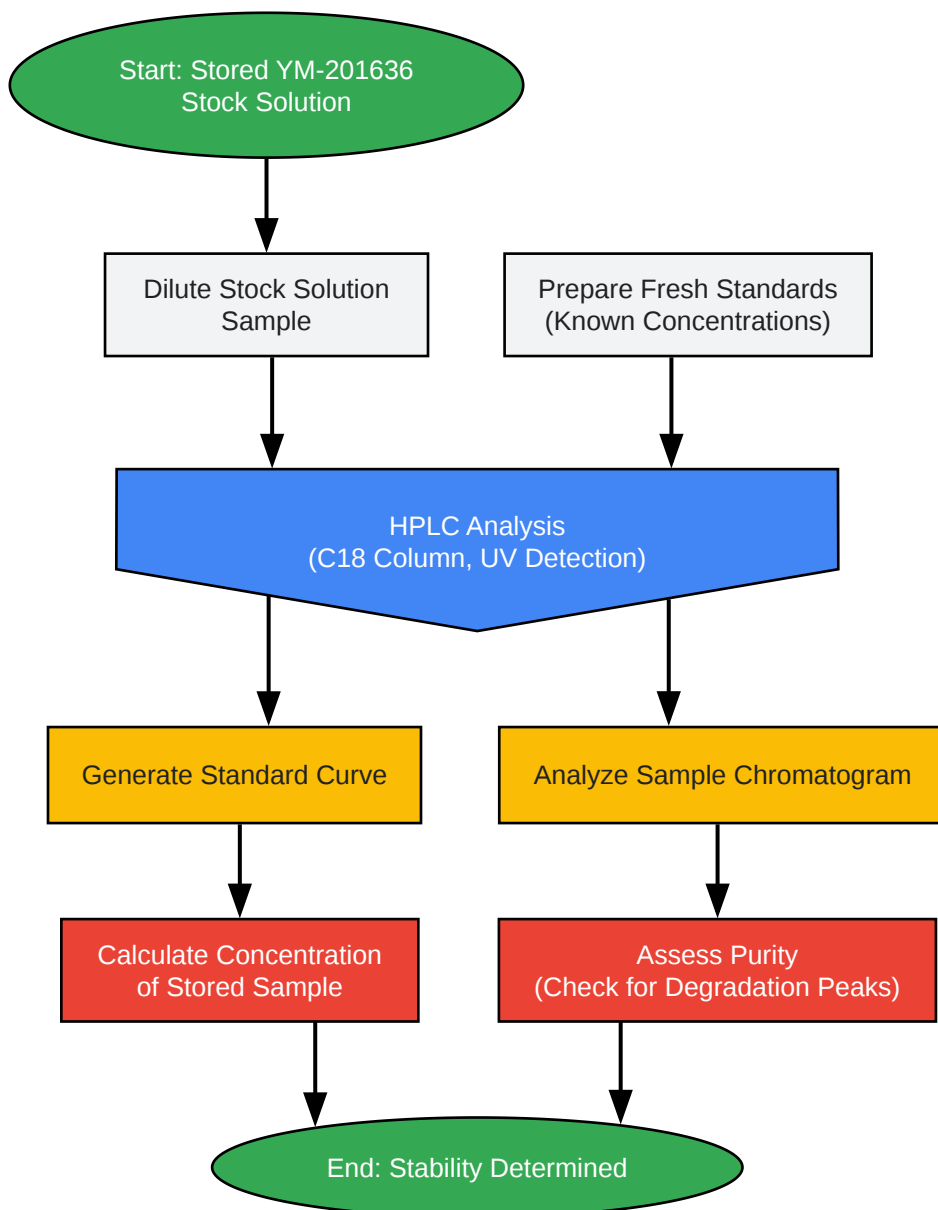 Start: Stored YM-201636
Stock Solution
Dilute Stock Solution
Sample
Prepare Fresh Standards
(Known Concentrations)
HPLC Analysis
(C18 Column, UV Detection)
Generate Standard Curve
Analyze Sample Chromatogram
Calculate Concentration
of Stored Sample
Assess Purity
(Check for Degradation Peaks)
End: Stability Determined